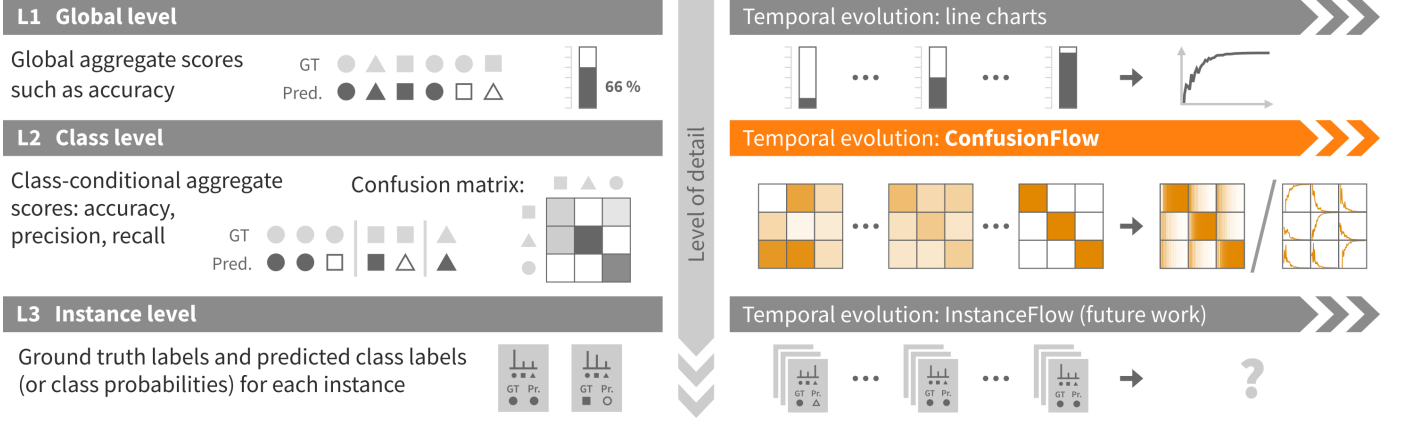 L1 Global level
Global aggregate scores
such as accuracy
GT
Pred.
66 %
L2 Class level
Class-conditional aggregate
scores: accuracy,
precision, recall
Confusion matrix:
GT
Pred.
L3 Instance level
Ground truth labels and predicted class labels
(or class probabilities) for each instance
GT Pr.
GT Pr.
Level of detail
Temporal evolution: line charts
Temporal evolution: ConfusionFlow
Temporal evolution: InstanceFlow (future work)
GT Pr.
GT Pr.
GT Pr.
?